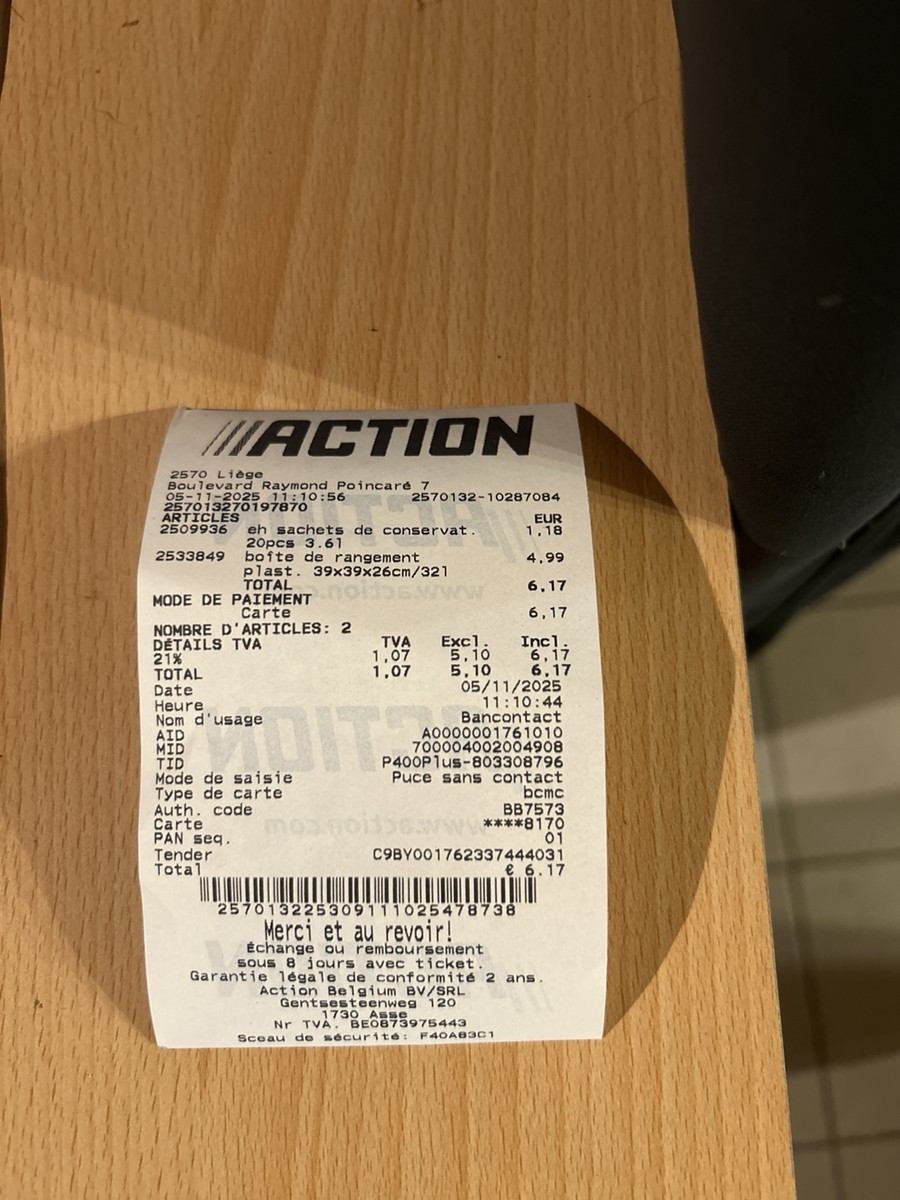 ACTION
2570 Liège
Boulevard Raymond Poincaré 7
05-11-2025 11:10:56 2570132-10287084
257013270197870
ARTICLES EUR
2509936 eh sachets de conservat. 1,18
20pcs 3.6l
2533849 boîte de rangement 4,99
plast. 39x39x26cm/32l
TOTAL 6,17
MODE DE PAIEMENT
Carte 6,17
NOMBRE D'ARTICLES: 2
DÉTAILS TVA TVA Excl. Incl.
21% 1,07 5,10 6,17
TOTAL 1,07 5,10 6,17
Date 05/11/2025
Heure 11:10:44
Nom d'usage Bancontact
AID A0000001761010
MID 700004002004908
TID P400Plus-803308796
Mode de saisie Puce sans contact
Type de carte bcmc
Auth. code BB7573
Carte ****8170
PAN seq. 01
Tender C9BY001762337444031
Total € 6.17
257013225309111025478738
Merci et au revoir!
Échange ou remboursement
sous 8 jours avec ticket.
Garantie légale de conformité 2 ans.
Action Belgium BV/SRL
Gentsesteenweg 120
1730 Asse
Nr TVA. BE0873975443
Sceau de sécurité: F40A83C1